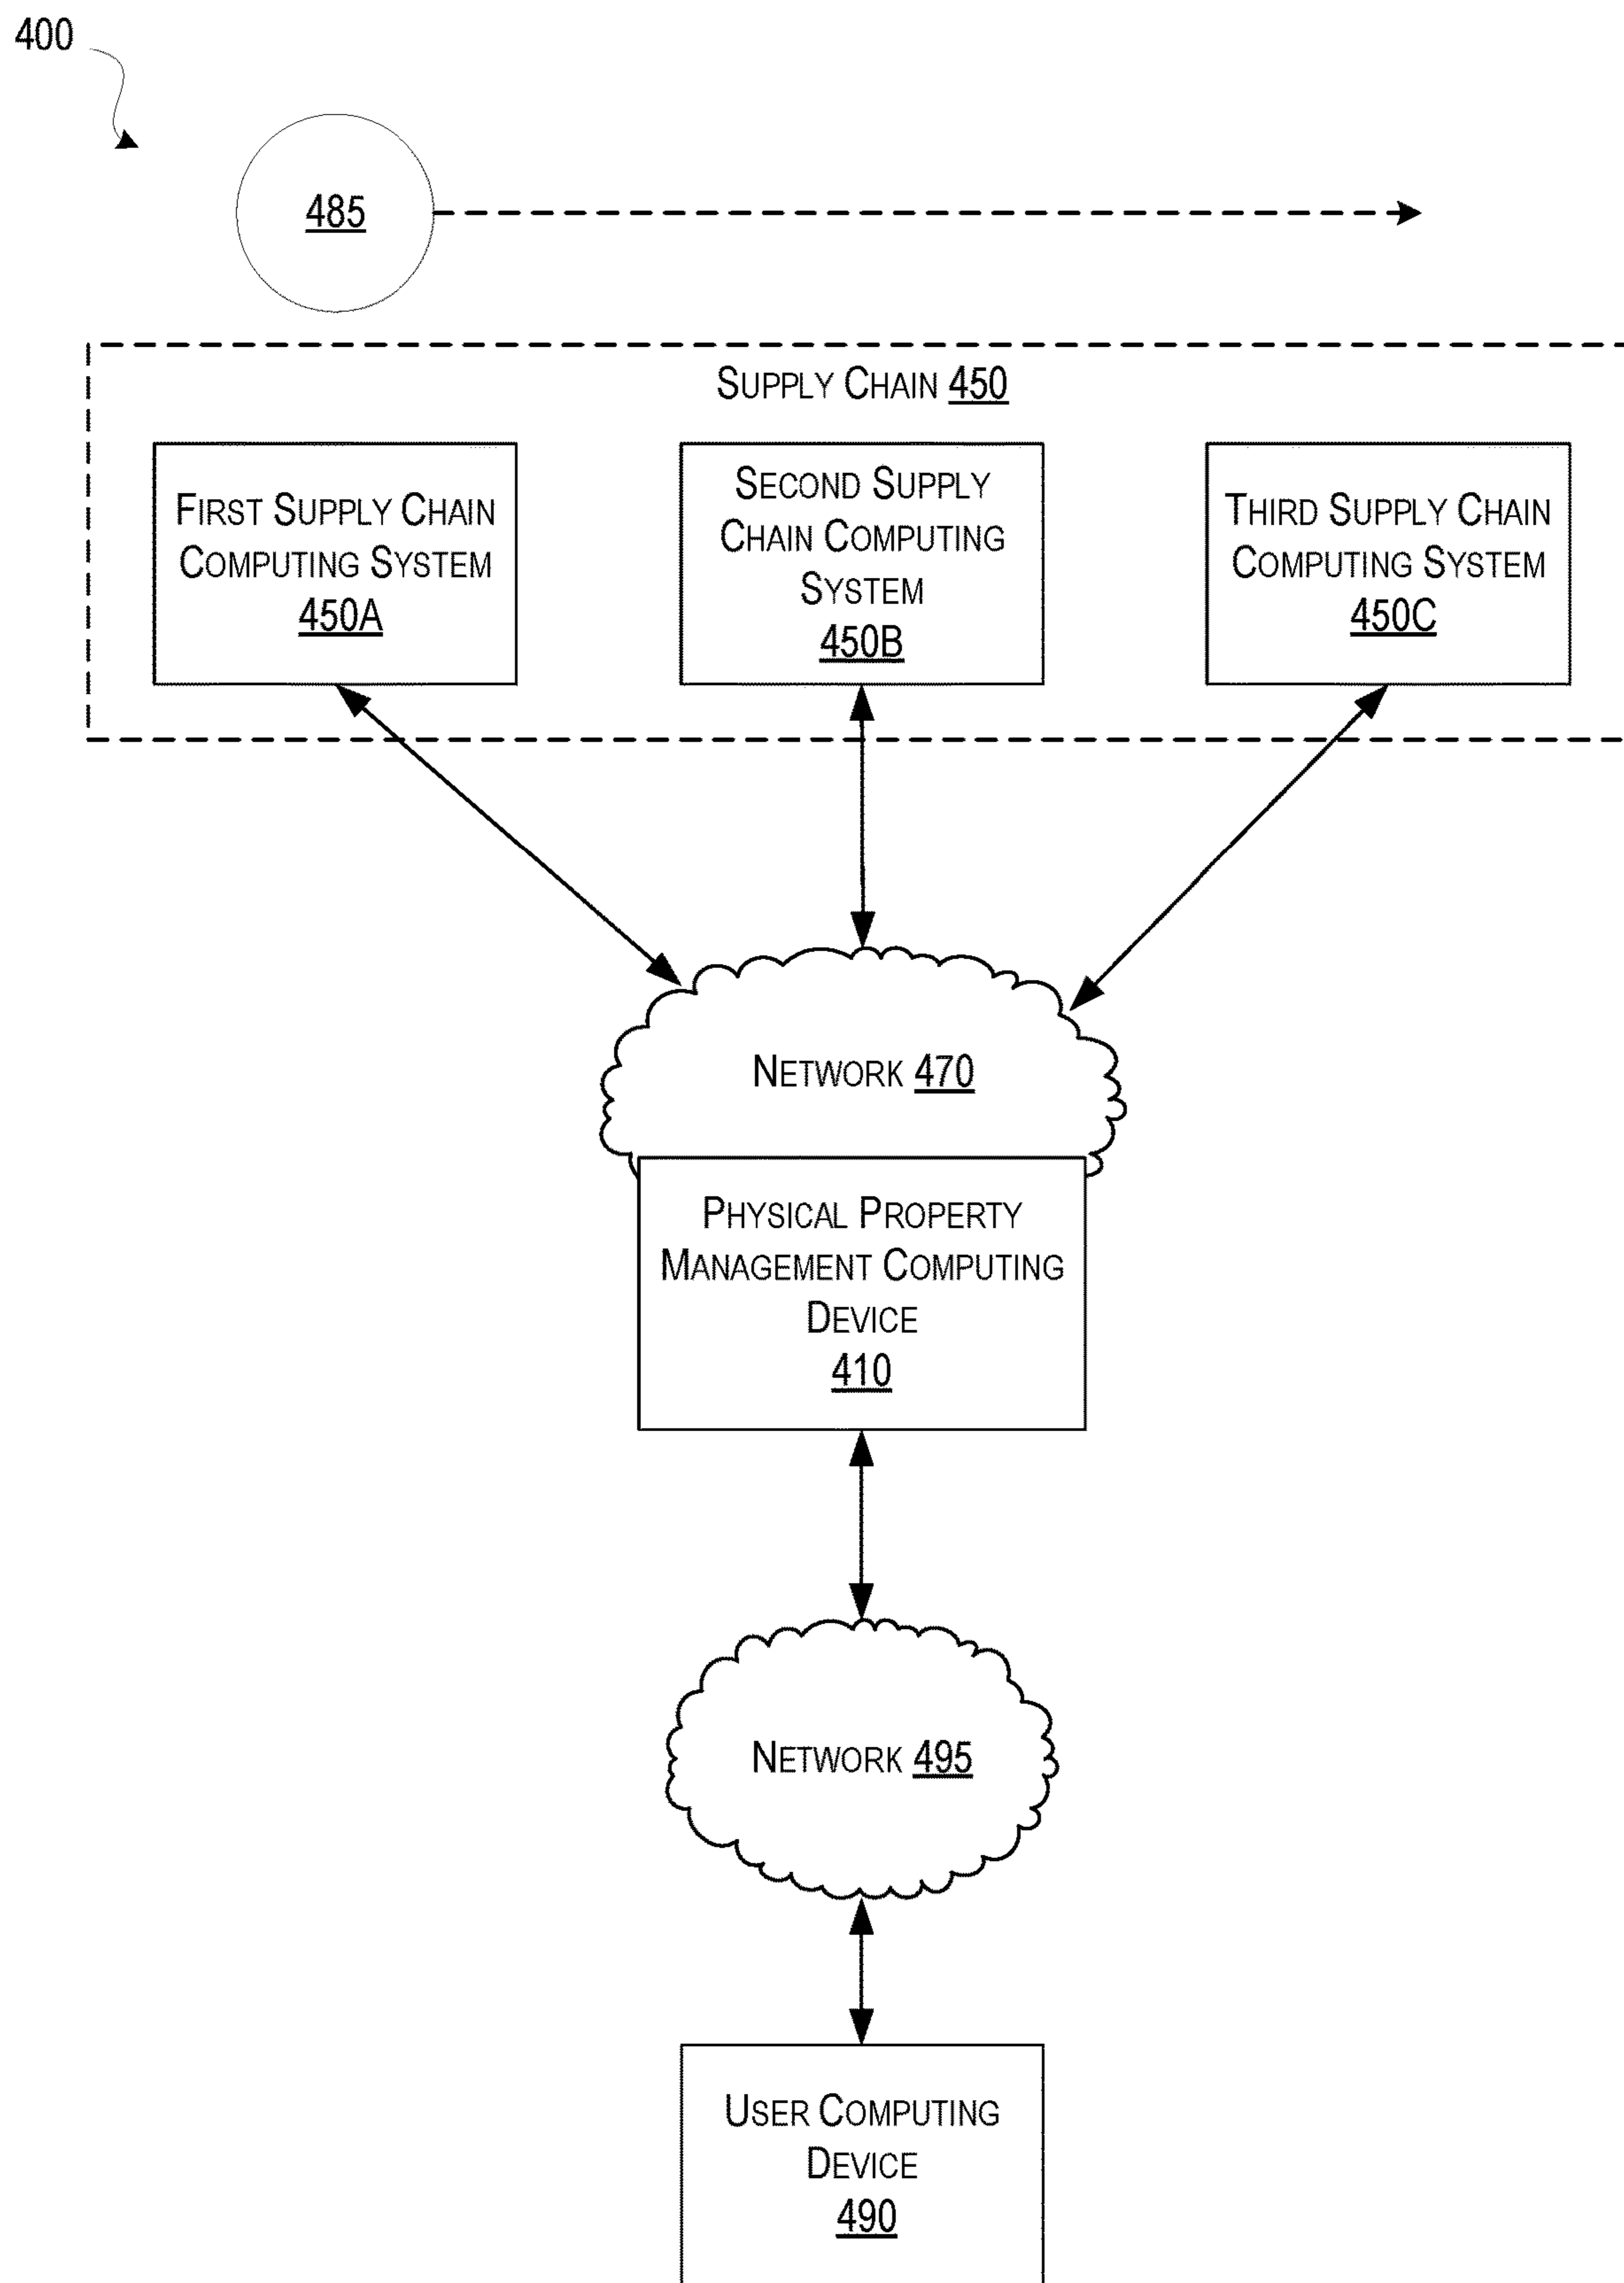 400
485
SUPPLY CHAIN 450
FIRST SUPPLY CHAIN
COMPUTING SYSTEM
450A
SECOND SUPPLY
CHAIN COMPUTING
SYSTEM
450B
THIRD SUPPLY CHAIN
COMPUTING SYSTEM
450C
NETWORK 470
PHYSICAL PROPERTY
MANAGEMENT COMPUTING
DEVICE
410
NETWORK 495
USER COMPUTING
DEVICE
490